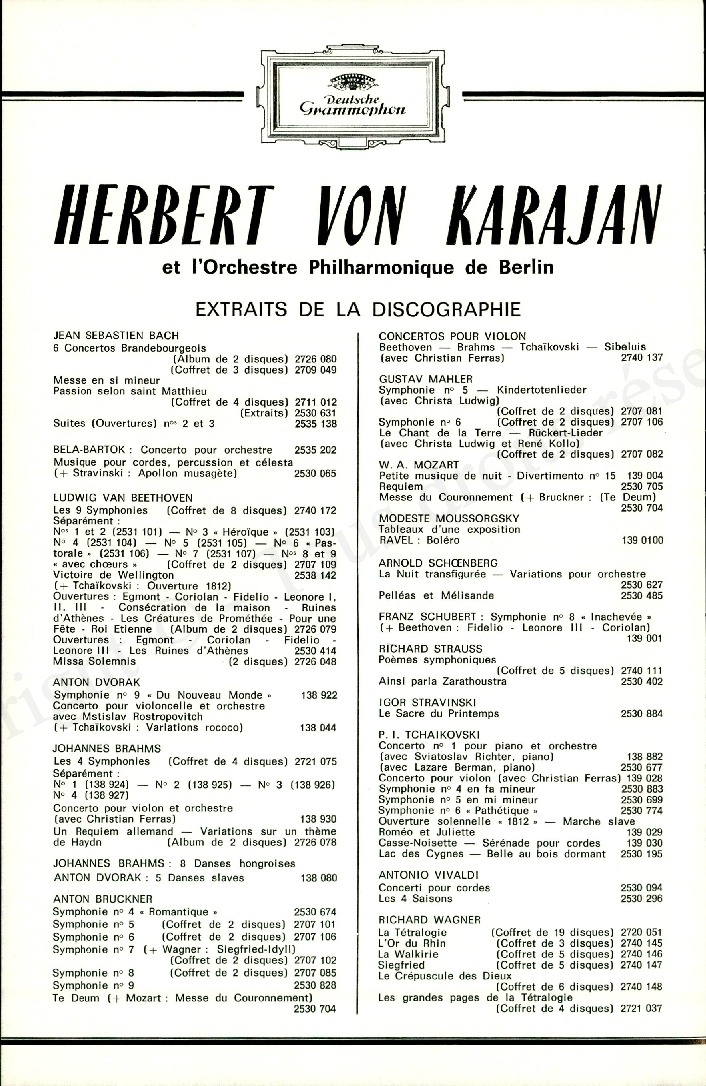 Deutsche
Grammophon
HERBERT VON KARAJAN
et l'Orchestre Philharmonique de Berlin
EXTRAITS DE LA DISCOGRAPHIE
JEAN SEBASTIEN BACH
6 Concertos Brandebourgeois
(Album de 2 disques) 2726 080
(Coffret de 3 disques) 2709 049
Messe en si mineur
Passion selon saint Matthieu
(Coffret de 4 disques) 2711 012
(Extraits) 2530 631
Suites (Ouvertures) nos 2 et 3 2535 138
BELA-BARTOK : Concerto pour orchestre 2535 202
Musique pour cordes, percussion et célesta
(+ Stravinski : Apollon musagète) 2530 065
LUDWIG VAN BEETHOVEN
Les 9 Symphonies (Coffret de 8 disques) 2740 172
Séparément :
Nos 1 et 2 (2531 101) — No 3 « Héroïque » (2531 103)
No 4 (2531 104) — No 5 (2531 105) — No 6 « Pas-
torale » (2531 106) — No 7 (2531 107) — Nos 8 et 9
« avec chœurs » (Coffret de 2 disques) 2707 109
Victoire de Wellington 2538 142
(+ Tchaïkovski : Ouverture 1812)
Ouvertures : Egmont - Coriolan - Fidelio - Leonore I,
II, III - Consécration de la maison - Ruines
d'Athènes - Les Créatures de Prométhée - Pour une
Fête - Roi Etienne (Album de 2 disques) 2726 079
Ouvertures : Egmont - Coriolan - Fidelio -
Leonore III - Les Ruines d'Athènes 2530 414
Missa Solemnis (2 disques) 2726 048
ANTON DVORAK
Symphonie no 9 « Du Nouveau Monde » 138 922
Concerto pour violoncelle et orchestre
avec Mstislav Rostropovitch
(+ Tchaïkovski : Variations rococo) 138 044
JOHANNES BRAHMS
Les 4 Symphonies (Coffret de 4 disques) 2721 075
Séparément :
No 1 (138 924) — No 2 (138 925) — No 3 (138 926)
No 4 (138 927)
Concerto pour violon et orchestre
(avec Christian Ferras) 138 930
Un Requiem allemand — Variations sur un thème
de Haydn (Album de 2 disques) 2726 078
JOHANNES BRAHMS : 8 Danses hongroises
ANTON DVORAK : 5 Danses slaves 138 080
ANTON BRUCKNER
Symphonie no 4 « Romantique » 2530 674
Symphonie no 5 (Coffret de 2 disques) 2707 101
Symphonie no 6 (Coffret de 2 disques) 2707 106
Symphonie no 7 (+ Wagner : Siegfried-Idyll)
(Coffret de 2 disques) 2707 102
Symphonie no 8 (Coffret de 2 disques) 2707 085
Symphonie no 9 2530 828
Te Deum (+ Mozart : Messe du Couronnement)
2530 704
CONCERTOS POUR VIOLON
Beethoven — Brahms — Tchaïkovski — Sibelius
(avec Christian Ferras) 2740 137
GUSTAV MAHLER
Symphonie no 5 — Kindertotenlieder
(avec Christa Ludwig)
(Coffret de 2 disques) 2707 081
Symphonie no 6 (Coffret de 2 disques) 2707 106
Le Chant de la Terre — Rückert-Lieder
(avec Christa Ludwig et René Kollo)
(Coffret de 2 disques) 2707 082
W. A. MOZART
Petite musique de nuit - Divertimento no 15 139 004
Requiem 2530 705
Messe du Couronnement (+ Bruckner : (Te Deum)
2530 704
MODESTE MOUSSORGSKY
Tableaux d'une exposition
RAVEL : Boléro 139 0100
ARNOLD SCHŒNBERG
La Nuit transfigurée — Variations pour orchestre
2530 627
Pelléas et Mélisande 2530 485
FRANZ SCHUBERT : Symphonie no 8 « Inachevée »
(+ Beethoven : Fidelio - Leonore III - Coriolan)
139 001
RICHARD STRAUSS
Poèmes symphoniques
(Coffret de 5 disques) 2740 111
Ainsi parla Zarathoustra 2530 402
IGOR STRAVINSKI
Le Sacre du Printemps 2530 884
P. I. TCHAIKOVSKI
Concerto no 1 pour piano et orchestre
(avec Sviatoslav Richter, piano) 138 882
(avec Lazare Berman, piano) 2530 677
Concerto pour violon (avec Christian Ferras) 139 028
Symphonie no 4 en fa mineur 2530 883
Symphonie no 5 en mi mineur 2530 699
Symphonie no 6 « Pathétique » 2530 774
Ouverture solennelle « 1812 » — Marche slave
Roméo et Juliette 139 029
Casse-Noisette — Sérénade pour cordes 139 030
Lac des Cygnes — Belle au bois dormant 2530 195
ANTONIO VIVALDI
Concerti pour cordes 2530 094
Les 4 Saisons 2530 296
RICHARD WAGNER
La Tétralogie (Coffret de 19 disques) 2720 051
L'Or du Rhin (Coffret de 3 disques) 2740 145
La Walkirie (Coffret de 5 disques) 2740 146
Siegfried (Coffret de 5 disques) 2740 147
Le Crépuscule des Dieux
(Coffret de 6 disques) 2740 148
Les grandes pages de la Tétralogie
(Coffret de 4 disques) 2721 037